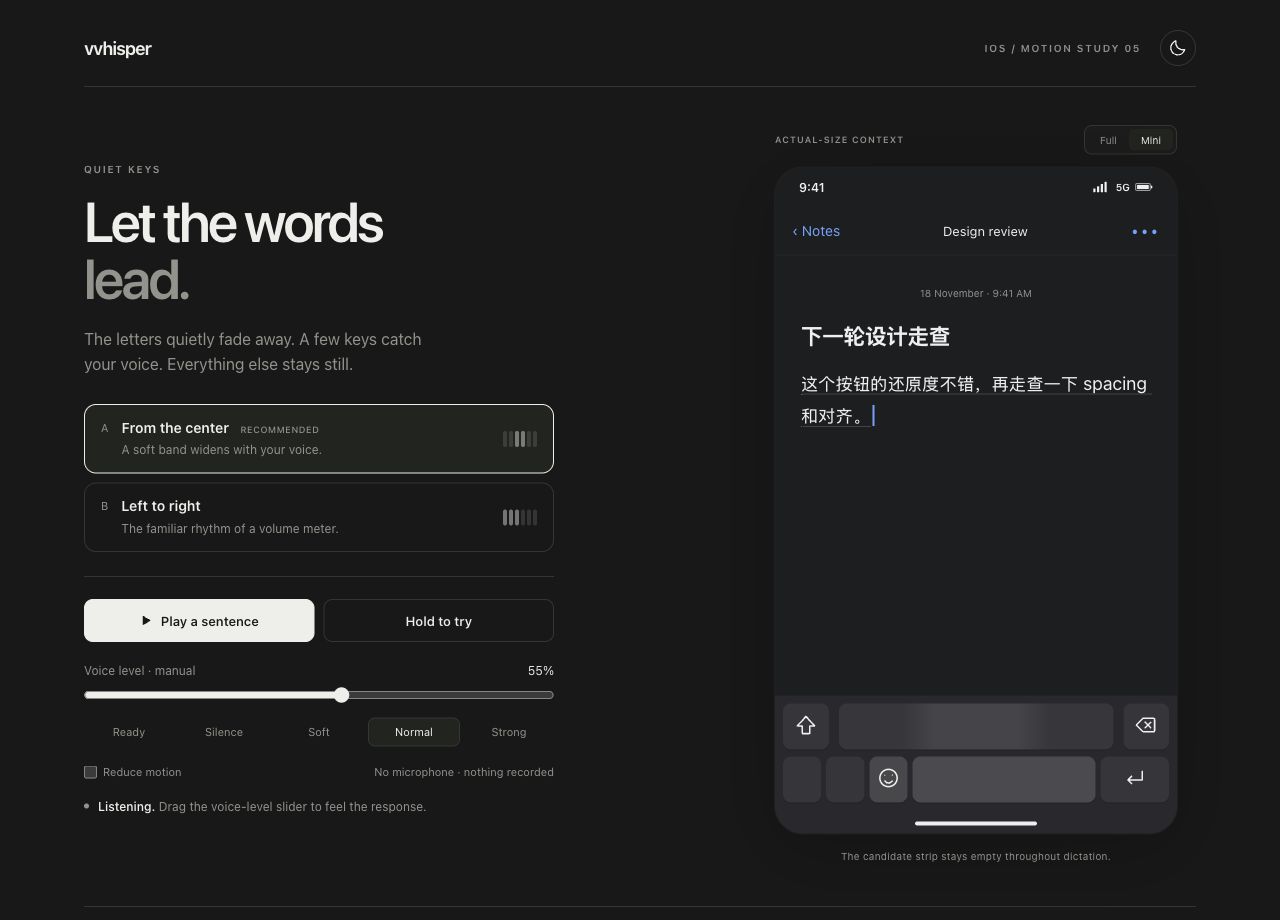 vvhisper
IOS / MOTION STUDY 05
QUIET KEYS
Let the words
lead.
The letters quietly fade away. A few keys catch
your voice. Everything else stays still.
A
From the center RECOMMENDED
A soft band widens with your voice.
B
Left to right
The familiar rhythm of a volume meter.
Play a sentence
Hold to try
Voice level · manual
55%
Ready
Silence
Soft
Normal
Strong
Reduce motion
No microphone · nothing recorded
Listening. Drag the voice-level slider to feel the response.
ACTUAL-SIZE CONTEXT
Full
Mini
9:41
5G
‹ Notes
Design review
18 November · 9:41 AM
下一轮设计走查
这个按钮的还原度不错，再走查一下 spacing
和对齐。
The candidate strip stays empty throughout dictation.